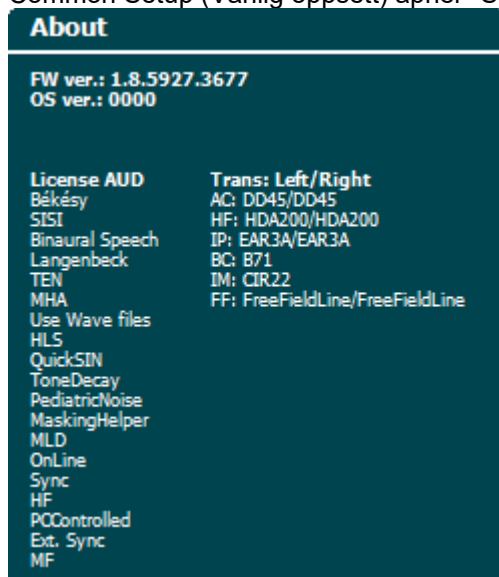 About
FW ver.: 1.8.5927.3677
OS ver.: 0000
License AUD
Békésy
SISI
Binaural Speech
Langenbeck
TEN
MHA
Use Wave files
HLS
QuickSIN
ToneDecay
PediatricNoise
MaskingHelper
MLD
OnLine
Sync
HF
PCControlled
Ext. Sync
MF
Trans: Left/Right
AC: DD45/DD45
HF: HDA200/HDA200
IP: EAR3A/EAR3A
BC: B71
IM: CIR22
FF: FreeFieldLine/FreeFieldLine